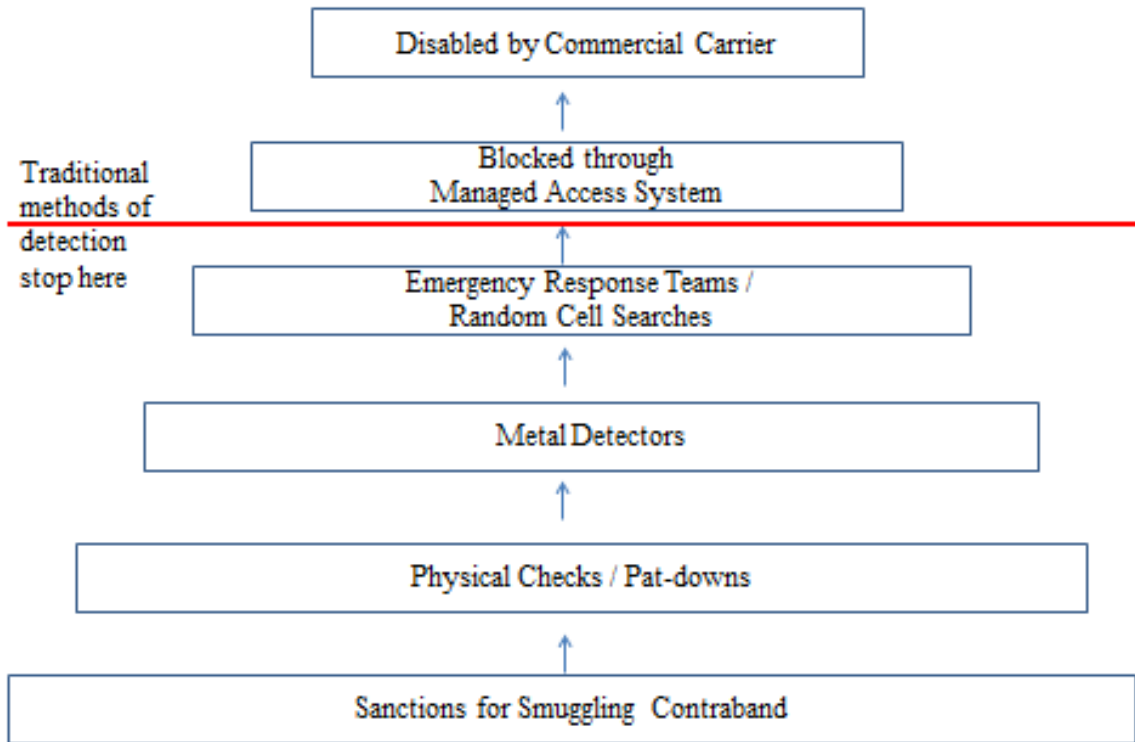 Disabled by Commercial Carrier
Blocked through
Managed Access System
Traditional
methods of
detection
stop here
Emergency Response Teams /
Random Cell Searches
Metal Detectors
Physical Checks / Pat-downs
Sanctions for Smuggling Contraband